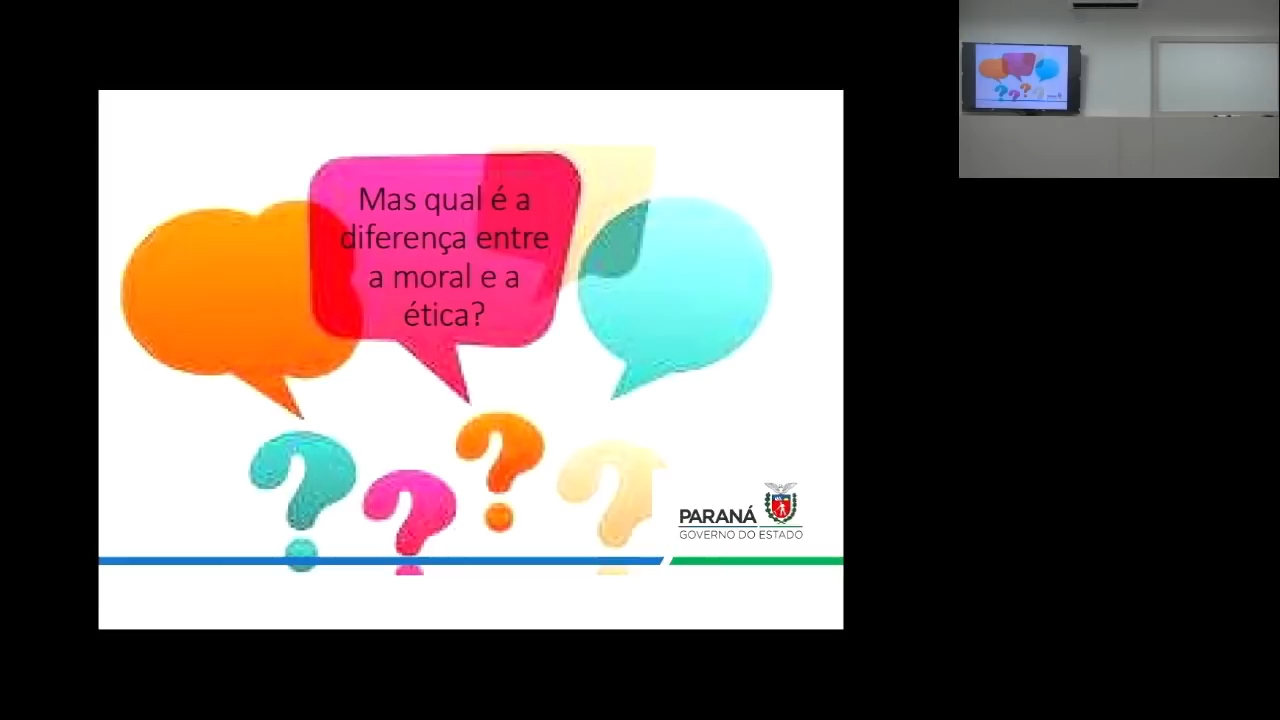 Mas qual é a
diferença entre
a moral e a
ética?
PARANÁ
GOVERNO DO ESTADO